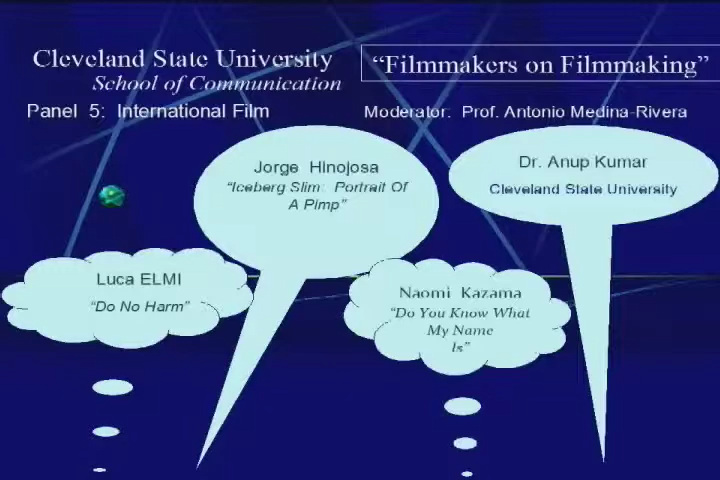 Cleveland State University
School of Communication
"Filmmakers on Filmmaking"
Panel 5: International Film
Moderator: Prof. Antonio Medina-Rivera
Jorge Hinojosa
"Iceberg Slim: Portrait Of
A Pimp"
Dr. Anup Kumar
Cleveland State University
Luca ELMI
"Do No Harm"
Naomi Kazama
"Do You Know What
My Name
Is"